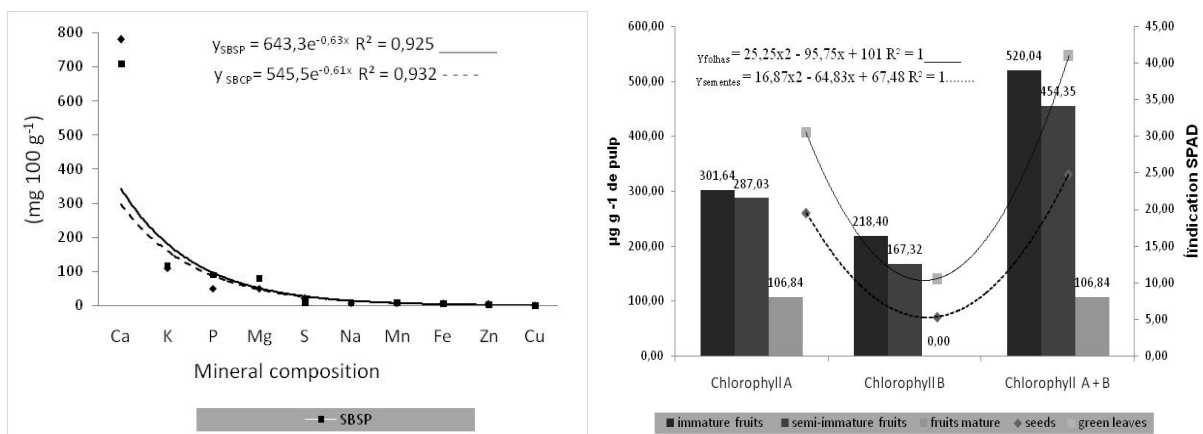 800
700
600
500
400
300
200
100
0
(mg 100 g-1)
ySBSP = 643,3e-0,63x R² = 0,925 ______
y SBCP= 545,5e-0,61x R² = 0,932 - - - -
Ca K P Mg S Na Mn Fe Zn Cu
Mineral composition
SBSP
600,00
500,00
400,00
300,00
200,00
100,00
0,00
µg g -1 de pulp
Yfolhas = 25,25x2 - 95,75x + 101 R² = 1_____
Ysementes = 16,87x2 - 64,83x + 67,48 R² = 1........
301,64
287,03
106,84
218,40
167,32
0,00
520,04
454,35
106,84
45,00
40,00
35,00
30,00
25,00
20,00
15,00
10,00
5,00
0,00
Indication SPAD
Chlorophyll A Chlorophyll B Chlorophyll A + B
immature fruits semi-immature fruits fruits mature seeds green leaves